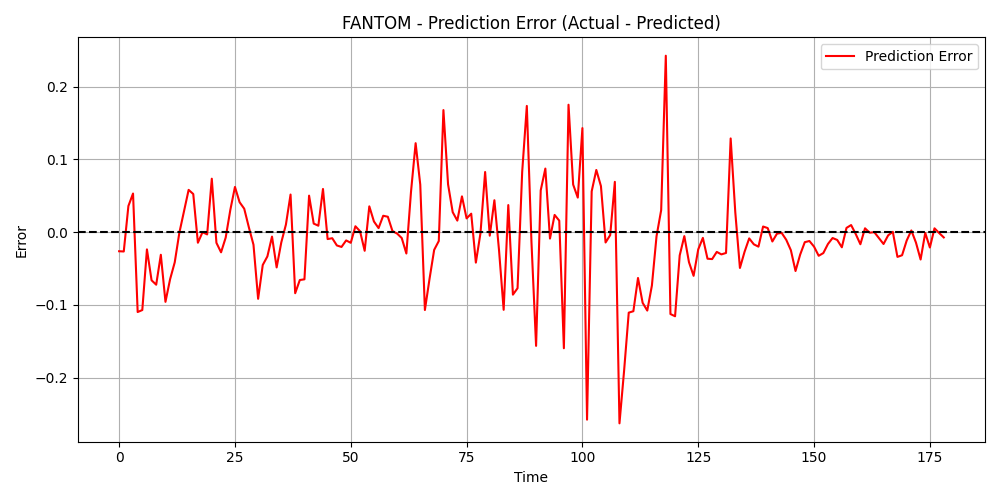 FANTOM - Prediction Error (Actual - Predicted)
Prediction Error
0.2
0.1
0.0
−0.1
−0.2
Error
0 25 50 75 100 125 150 175
Time